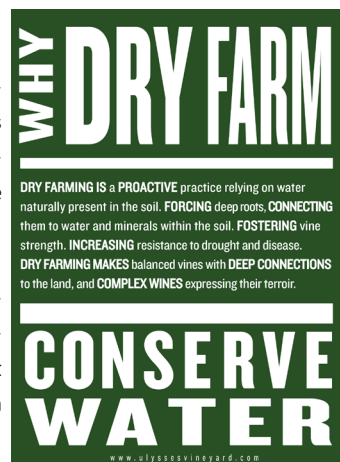 WHY DRY FARM
DRY FARMING IS a PROACTIVE practice relying on water
naturally present in the soil. FORCING deep roots, CONNECTING
them to water and minerals within the soil. FOSTERING vine
strength. INCREASING resistance to drought and disease.
DRY FARMING MAKES balanced vines with DEEP CONNECTIONS
to the land, and COMPLEX WINES expressing their terroir.
CONSERVE
WATER
www.ulyssesvineyard.com